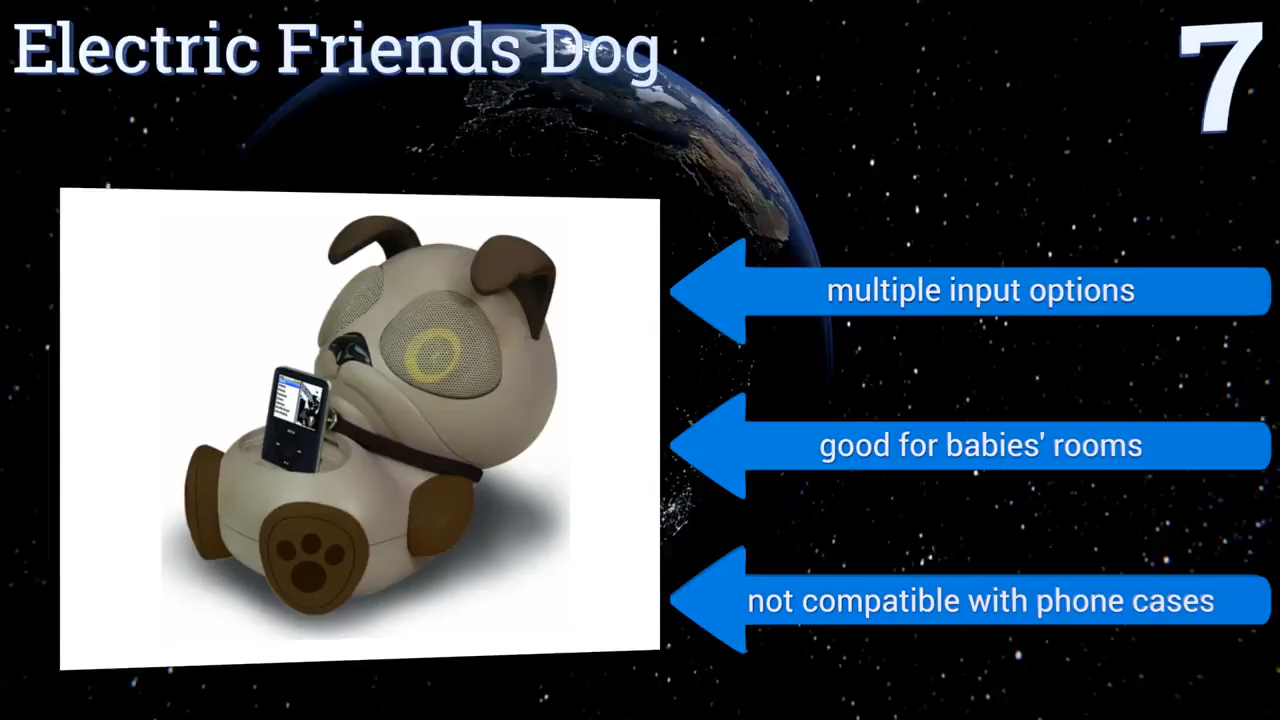 Electric Friends Dog
7
multiple input options
good for babies' rooms
not compatible with phone cases